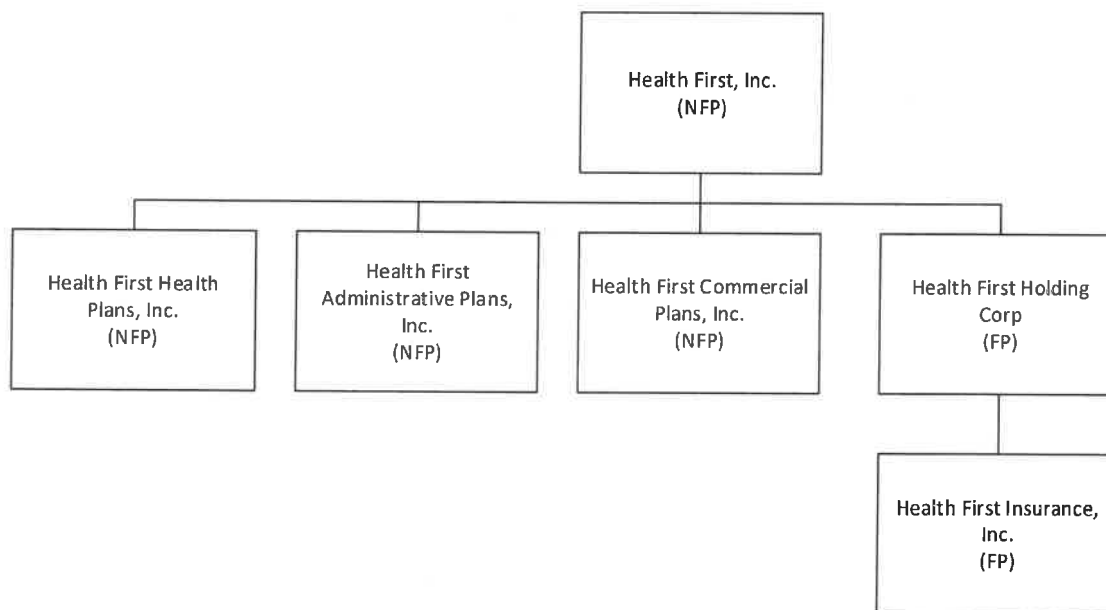 Health First, Inc.
(NFP)
Health First Health
Plans, Inc.
(NFP)
Health First
Administrative Plans,
Inc.
(NFP)
Health First Commercial
Plans, Inc.
(NFP)
Health First Holding
Corp
(FP)
Health First Insurance,
Inc.
(FP)